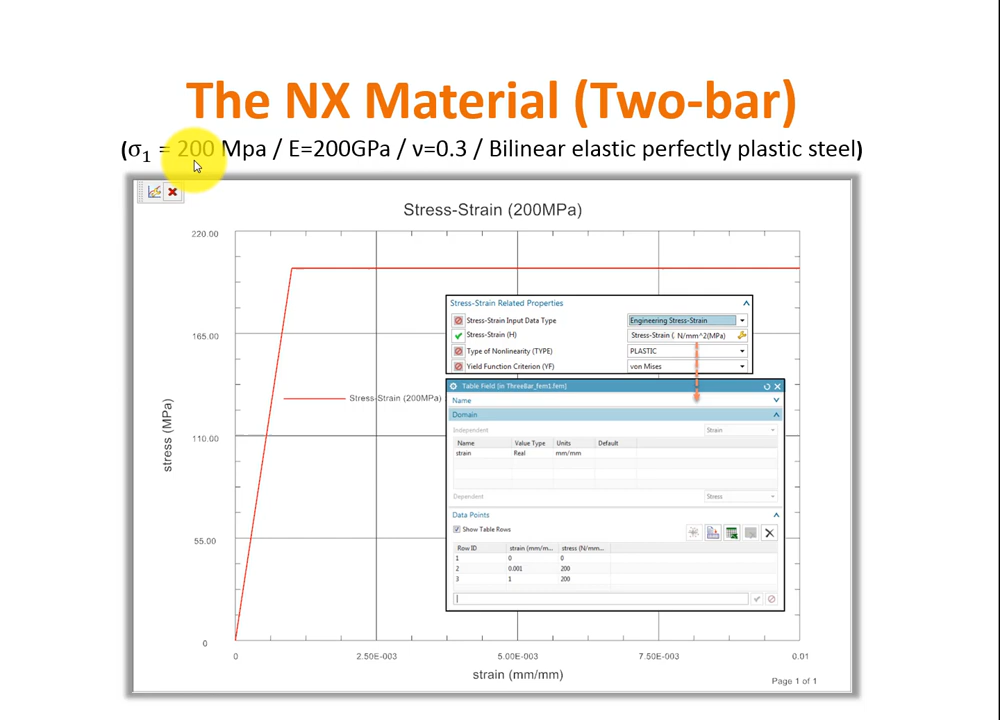 The NX Material (Two-bar)
(σ1 = 200 Mpa / E=200GPa / ν=0.3 / Bilinear elastic perfectly plastic steel)
Stress-Strain (200MPa)
220.00
165.00
110.00
55.00
0
stress (MPa)
Stress-Strain (200MPa)
Stress-Strain Related Properties
Stress-Strain Input Data Type Engineering Stress-Strain
Stress-Strain (H) Stress-Strain (. N/mm^2(MPa)
Type of Nonlinearity (TYPE) PLASTIC
Yield Function Criterion (YF) von Mises
Table Field [in ThreeBar_fem1.fem]
Name
Domain
Independent Strain
Name Value Type Units Default
strain Real mm/mm
Dependent Stress
Data Points
Show Table Rows
Row ID strain (mm/m... stress (N/mm...
1 0 0
2 0.001 200
3 1 200
0 2.50E-003 5.00E-003 7.50E-003 0.01
strain (mm/mm)
Page 1 of 1